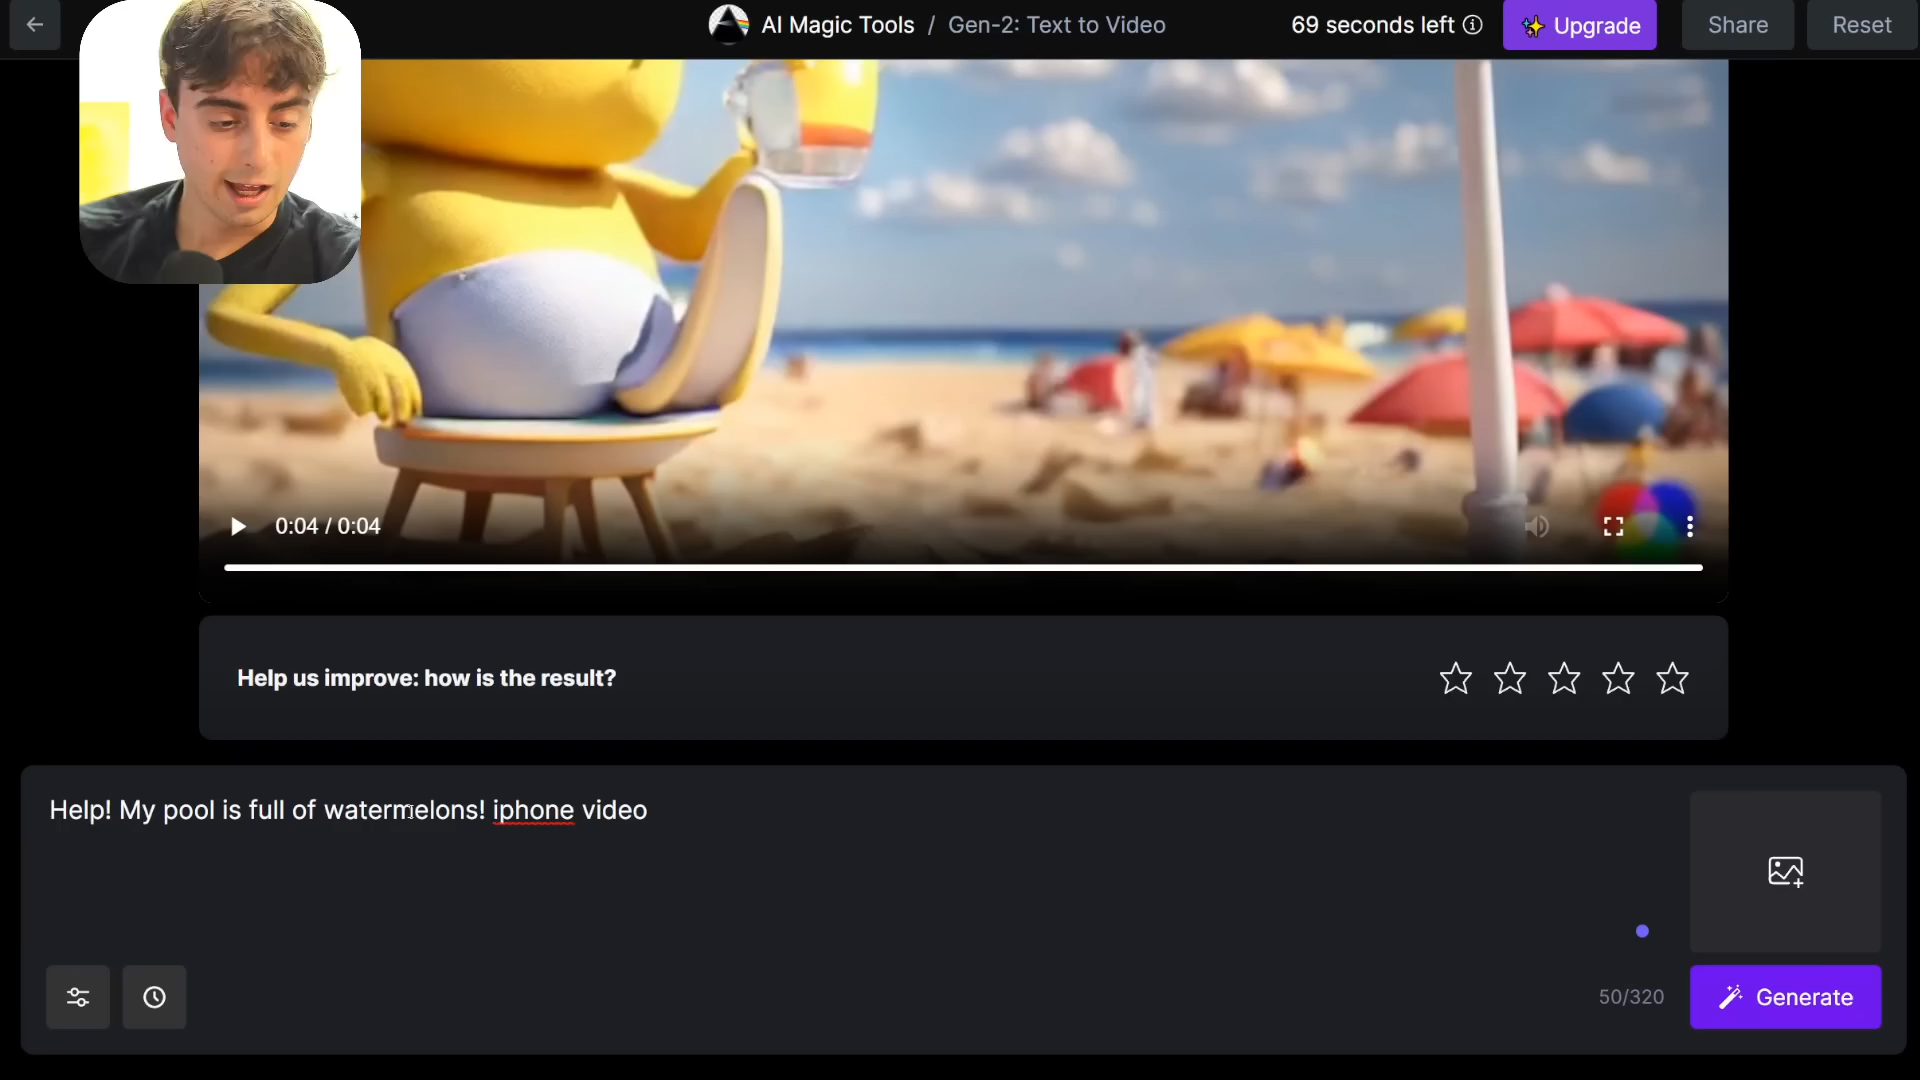 AI Magic Tools / Gen-2: Text to Video
69 seconds left
Upgrade
Share
Reset
0:04 / 0:04
Help us improve: how is the result?
Help! My pool is full of watermelons! iphone video
50/320
Generate